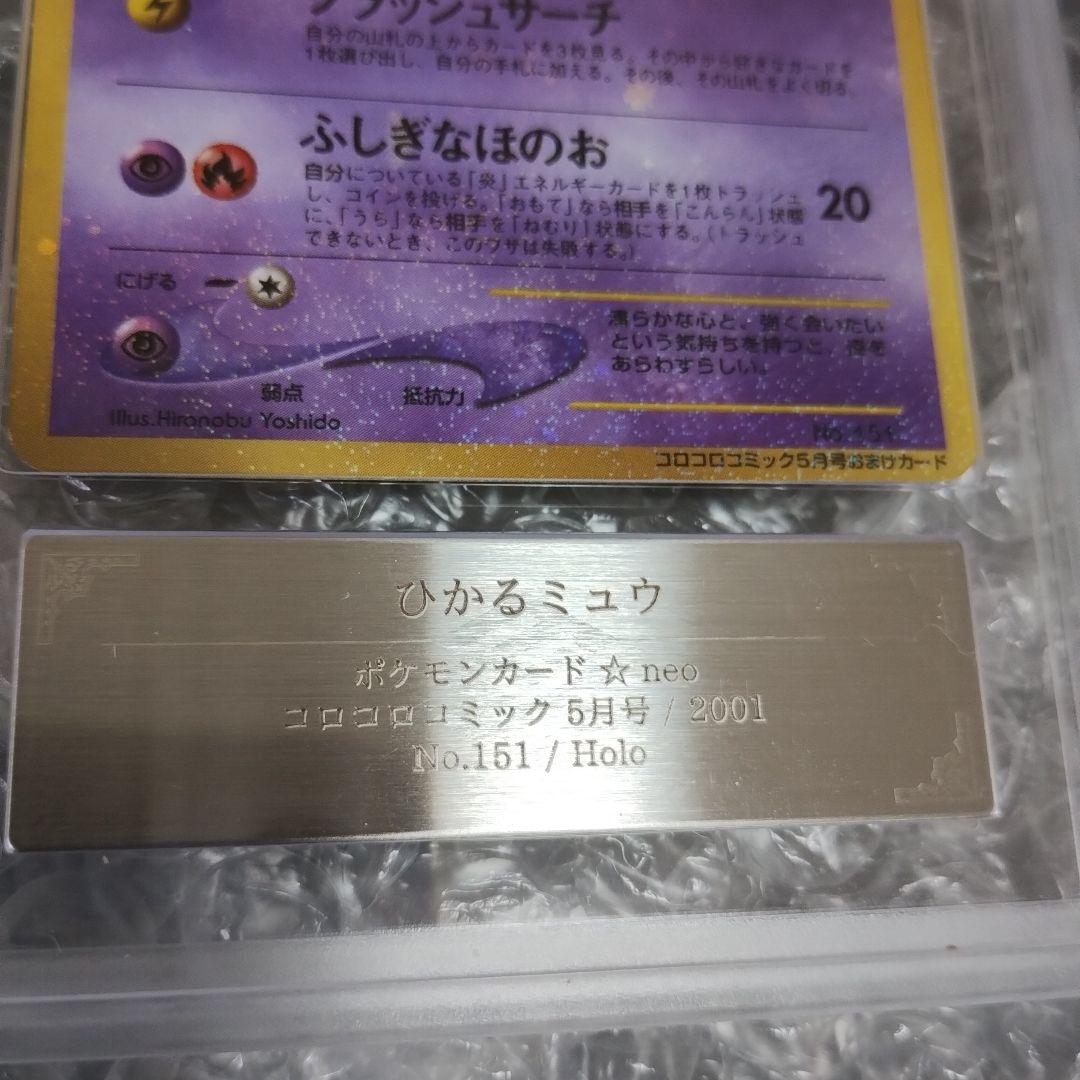 フラッシュサーチ
自分の山札の上からカードを3枚見る。その中から好きなカードを
1枚選び出し、自分の手札に加える。その後、その山札をよく切る。
ふしぎなほのお
自分についている「炎」エネルギーカードを1枚トラッシュ
し、コインを投げる。「おもて」なら相手を「こんらん」状態
に、「うら」なら相手を「ねむり」状態にする。(トラッシュ
できないとき、このワザは失敗する。)
20
にげる
清らかな心と、強く会いたい
という気持ちを持つと、姿を
あらわすらしい。
弱点
抵抗力
Illus.Hironobu Yoshida
No.151
コロコロコミック5月号おまけカード
ひかるミュウ
ポケモンカード☆neo
コロコロコミック 5月号 / 2001
No.151 / Holo